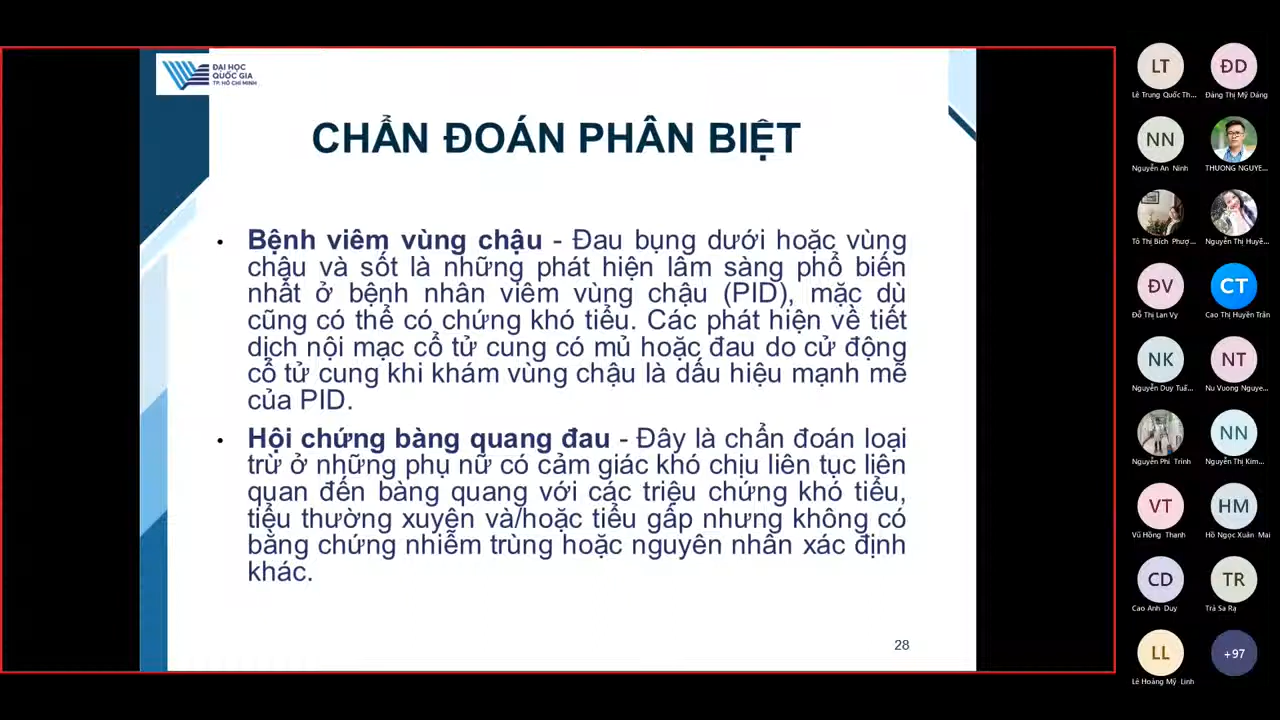 ĐẠI HỌC
QUỐC GIA
TP. HỒ CHÍ MINH
CHẨN ĐOÁN PHÂN BIỆT
• Bệnh viêm vùng chậu - Đau bụng dưới hoặc vùng
chậu và sốt là những phát hiện lâm sàng phổ biến
nhất ở bệnh nhân viêm vùng chậu (PID), mặc dù
cũng có thể có chứng khó tiểu. Các phát hiện về tiết
dịch nội mạc cổ tử cung có mủ hoặc đau do cử động
cổ tử cung khi khám vùng chậu là dấu hiệu mạnh mẽ
của PID.
• Hội chứng bàng quang đau - Đây là chẩn đoán loại
trừ ở những phụ nữ có cảm giác khó chịu liên tục liên
quan đến bàng quang với các triệu chứng khó tiểu,
tiểu thường xuyên và/hoặc tiểu gấp nhưng không có
bằng chứng nhiễm trùng hoặc nguyên nhân xác định
khác.
28
LT
ĐD
Lê Trung Quốc Th...
Đàng Thị Mỹ Dáng
NN
Nguyễn An Ninh
THUONG NGUYE...
Tô Thị Bích Phượ...
Nguyễn Thị Huyề...
ĐV
CT
Đỗ Thị Lan Vy
Cao Thị Huyền Trân
NK
NT
Nguyễn Duy Tuấ...
Nu Vuong Nguye...
NN
Nguyễn Phi Trình
Nguyễn Thị Kim...
VT
HM
Vũ Hồng Thạnh
Hồ Ngọc Xuân Mai
CD
TR
Cao Anh Duy
Trà Sa Rạ
LL
+97
Lê Hoàng Mỹ Linh